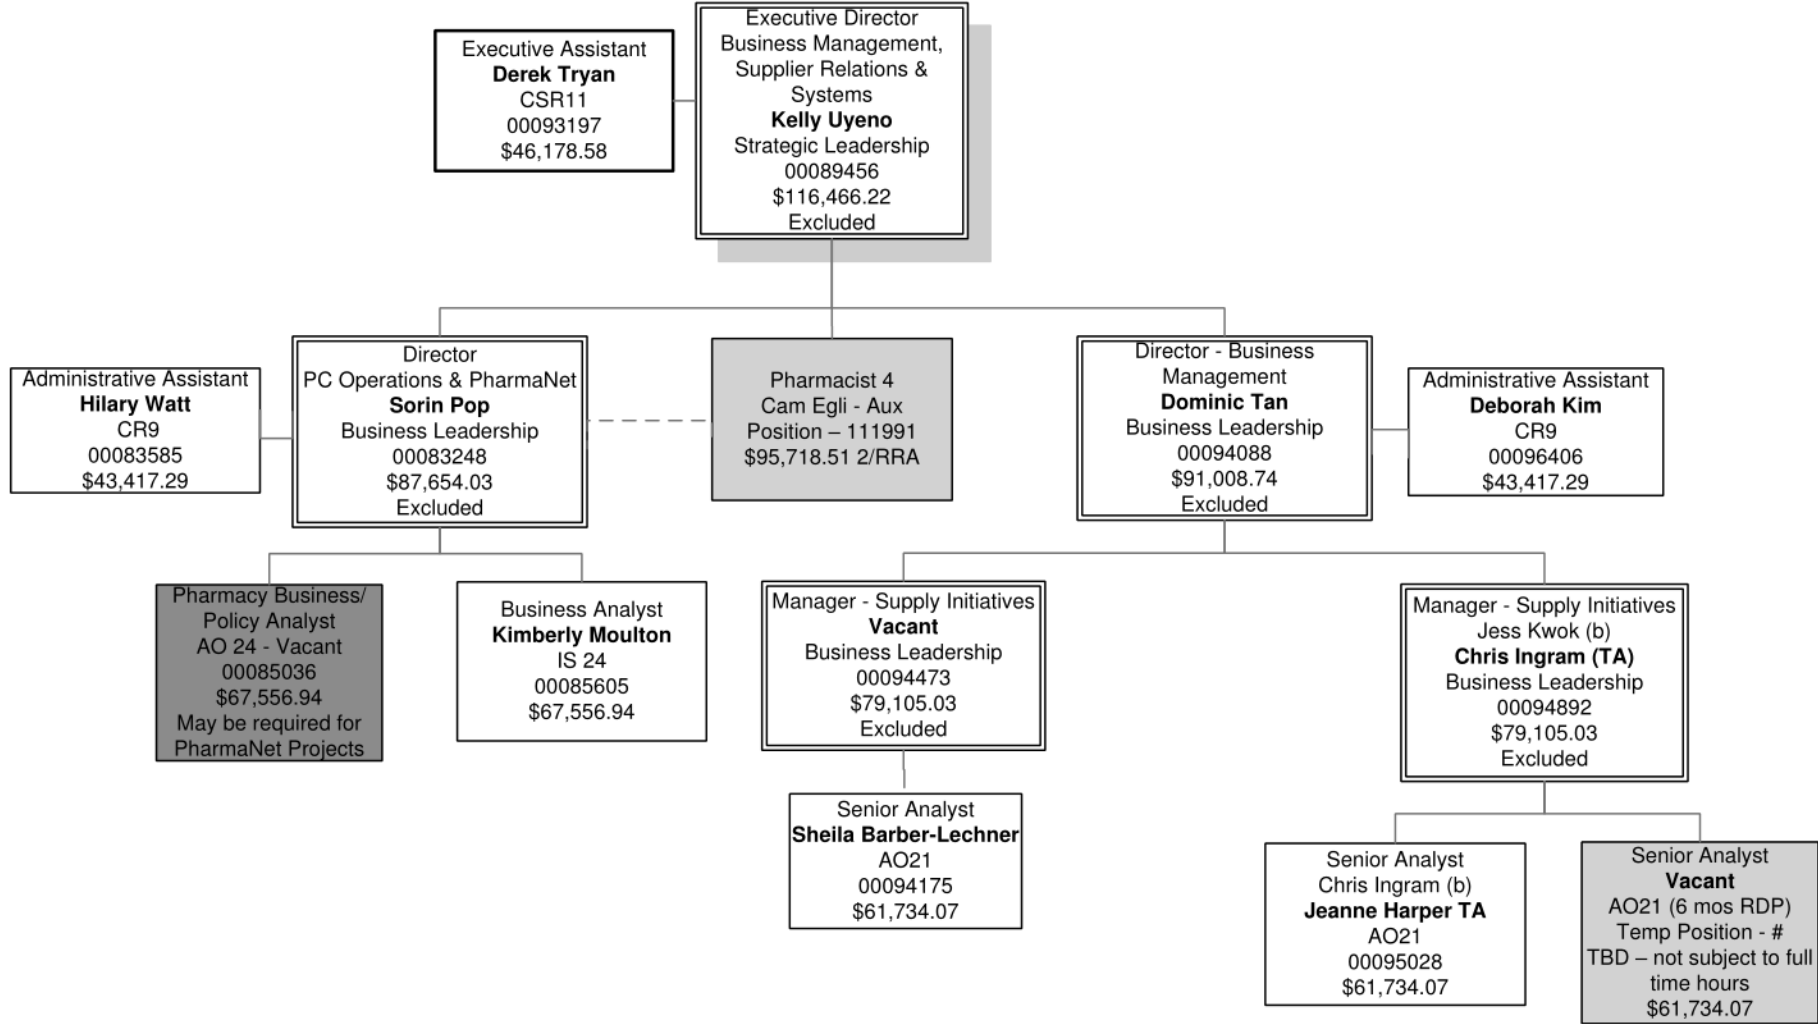 Executive Assistant
Derek Tryan
CSR11
00093197
$46,178.58
Executive Director
Business Management,
Supplier Relations &
Systems
Kelly Uyeno
Strategic Leadership
00089456
$116,466.22
Excluded
Administrative Assistant
Hilary Watt
CR9
00083585
$43,417.29
Director
PC Operations & PharmaNet
Sorin Pop
Business Leadership
00083248
$87,654.03
Excluded
Pharmacist 4
Cam Egli - Aux
Position – 111991
$95,718.51 2/RRA
Director - Business
Management
Dominic Tan
Business Leadership
00094088
$91,008.74
Excluded
Administrative Assistant
Deborah Kim
CR9
00096406
$43,417.29
Pharmacy Business/
Policy Analyst
AO 24 - Vacant
00085036
$67,556.94
May be required for
PharmaNet Projects
Business Analyst
Kimberly Moulton
IS 24
00085605
$67,556.94
Manager - Supply Initiatives
Vacant
Business Leadership
00094473
$79,105.03
Excluded
Manager - Supply Initiatives
Jess Kwok (b)
Chris Ingram (TA)
Business Leadership
00094892
$79,105.03
Excluded
Senior Analyst
Sheila Barber-Lechner
AO21
00094175
$61,734.07
Senior Analyst
Chris Ingram (b)
Jeanne Harper TA
AO21
00095028
$61,734.07
Senior Analyst
Vacant
AO21 (6 mos RDP)
Temp Position - #
TBD – not subject to full
time hours
$61,734.07